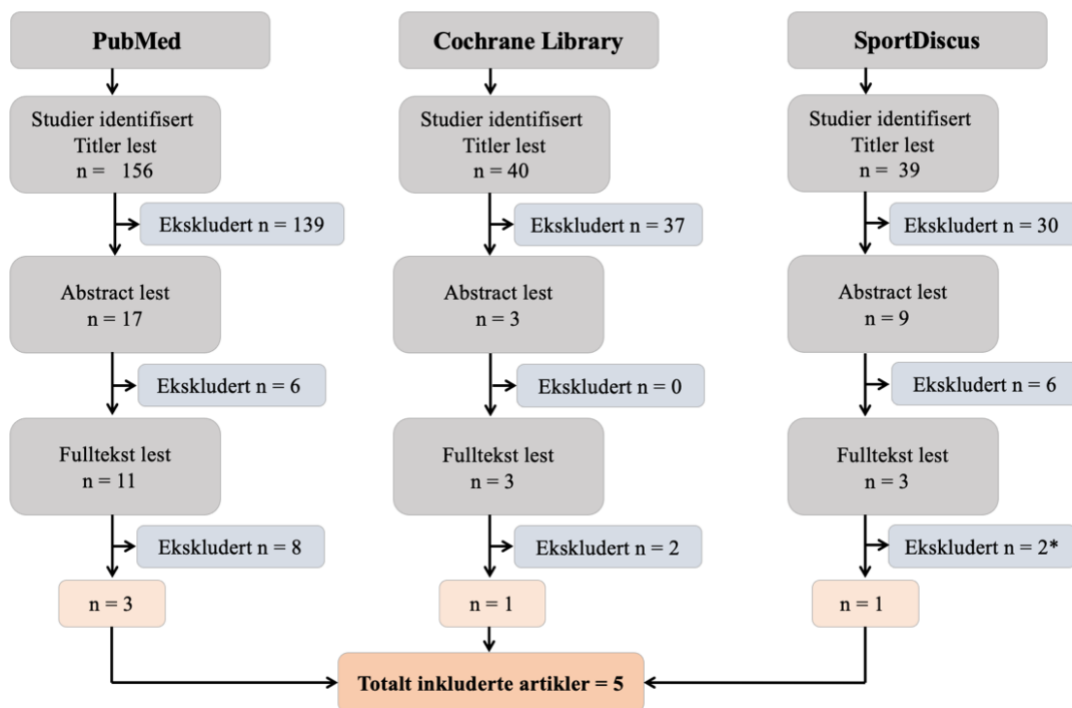 PubMed
Studier identifisert
Titler lest
n = 156
Ekskludert n = 139
Abstract lest
n = 17
Ekskludert n = 6
Fulltekst lest
n = 11
Ekskludert n = 8
n = 3
Cochrane Library
Studier identifisert
Titler lest
n = 40
Ekskludert n = 37
Abstract lest
n = 3
Ekskludert n = 0
Fulltekst lest
n = 3
Ekskludert n = 2
n = 1
SportDiscus
Studier identifisert
Titler lest
n = 39
Ekskludert n = 30
Abstract lest
n = 9
Ekskludert n = 6
Fulltekst lest
n = 3
Ekskludert n = 2*
n = 1
Totalt inkluderte artikler = 5